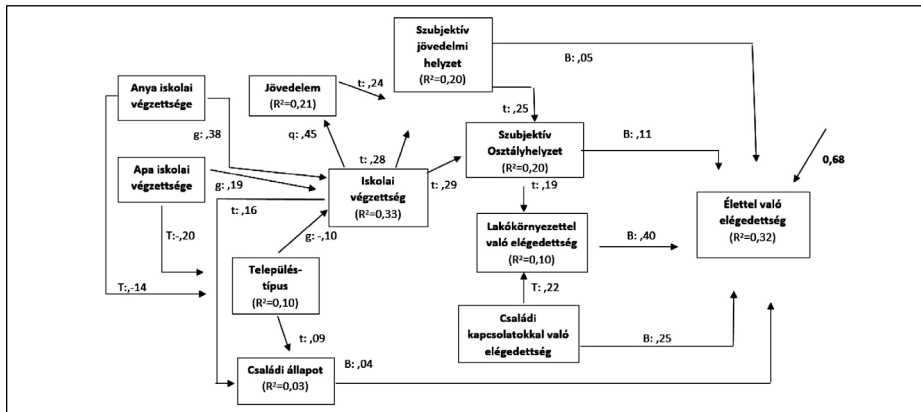 Szubjektív
jövedelmi
helyzet
(R²=0,20)
B: ,05
t: ,24
Jövedelem
(R²=0,21)
Anya iskolai
végzettsége
g: ,38
q: ,45
t: ,25
Szubjektív
Osztályhelyzet
(R²=0,20)
B: ,11
t: ,28
Apa iskolai
végzettsége
g: ,19
Iskolai
végzettség
(R²=0,33)
t: ,29
t: ,19
0,68
Élettel való
elégedettség
(R²=0,32)
t: ,16
T:-,20
g: -,10
Lakókörnyezettel
való elégedettség
(R²=0,10)
B: ,40
Település-
típus
(R²=0,10)
T:,-14
T: ,22
Családi
kapcsolatokkal való
elégedettség
B: ,25
t: ,09
Családi állapot
(R²=0,03)
B: ,04